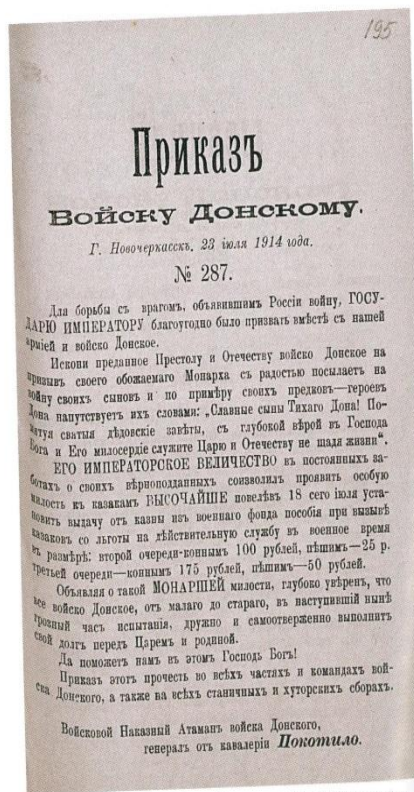 195
Приказъ
Войску Донскому.
Г. Новочеркасскъ, 23 іюля 1914 года.
№ 287.
Для борьбы съ врагомъ, объявившимъ Россіи войну, ГОСУ-
ДАРЮ ИМПЕРАТОРУ благоугодно было призвать вмѣстѣ съ нашей
арміей и войско Донское.
Искони преданное Престолу и Отечеству войско Донское на
призывъ своего обожаемаго Монарха съ радостью посылаетъ на
войну своихъ сыновъ и по примѣру своихъ предковъ—героевъ
Дона напутствуетъ ихъ словами: „Славные сыны Тихаго Дона! По-
мятуя сватыя дѣдовскіе завѣты, съ глубокой вѣрой въ Господа
Бога и Его милосердіе служите Царю и Отечеству не щадя жизни".
ЕГО ИМПЕРАТОРСКОЕ ВЕЛИЧЕСТВО въ постоянныхъ за-
ботахъ о своихъ вѣрноподданныхъ соизволилъ проявить особую
милость къ казакамъ ВЫСОЧАЙШЕ повелѣвъ 18 сего іюля уста-
новить выдачу отъ казны изъ военнаго фонда пособія при вызывѣ
казаковъ со льготы на дѣйствительную службу въ военное время
въ размѣрѣ: второй очереди-коннымъ 100 рублей, пѣшимъ—25 р.
третьей очереди—коннымъ 175 рублей, пѣшимъ—50 рублей.
Объявляя о такой МОНАРШЕЙ милости, глубоко увѣренъ, что
все войско Донское, отъ малаго до стараго, въ наступившій нынѣ
грозный часъ испытанія, дружно и самоотверженно выполнитъ
свой долгъ передъ Царемъ и родиной.
Да поможетъ намъ въ этомъ Господь Богъ!
Приказъ этотъ прочесть во всѣхъ частяхъ и командахъ вой-
ска Донского, а также ва всѣхъ станичныхъ и хуторскихъ сборахъ.
Войсковой Наказный Атаманъ войска Донского,
генералъ отъ кавалеріи Покотило.